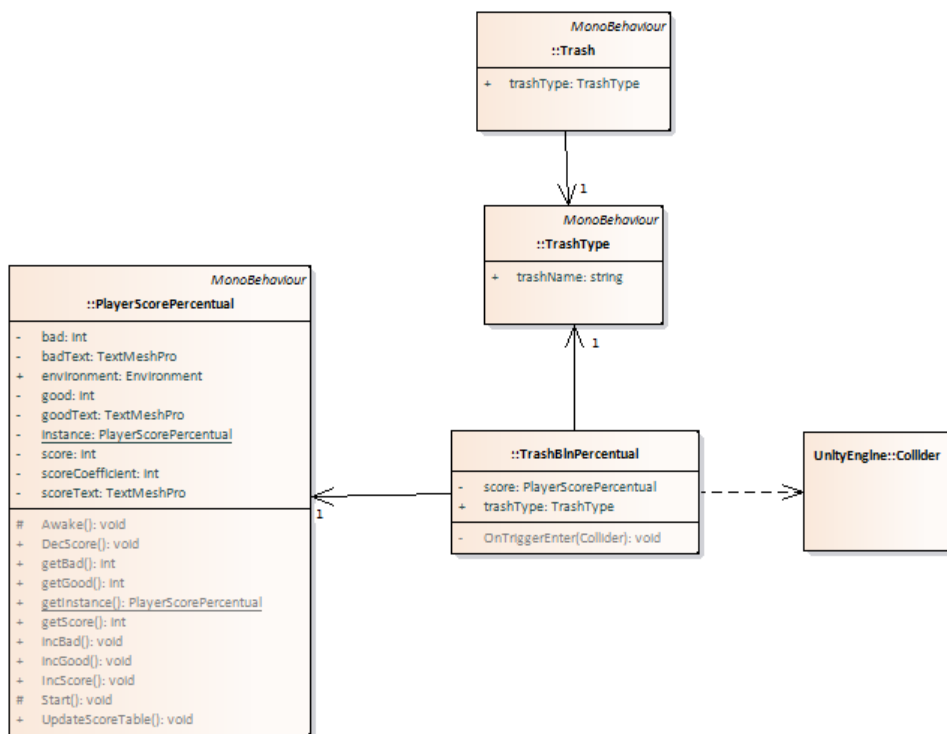 MonoBehaviour
::Trash
+ trashType: TrashType
1
MonoBehaviour
::TrashType
+ trashName: string
1
MonoBehaviour
::PlayerScorePercentual
- bad: int
- badText: TextMeshPro
+ environment: Environment
- good: int
- goodText: TextMeshPro
- instance: PlayerScorePercentual
- score: int
- scoreCoefficient: int
- scoreText: TextMeshPro
# Awake(): void
+ DecScore(): void
+ getBad(): int
+ getGood(): int
+ getInstance(): PlayerScorePercentual
+ getScore(): int
+ IncBad(): void
+ IncGood(): void
+ IncScore(): void
# Start(): void
+ UpdateScoreTable(): void
1
::TrashBinPercentual
- score: PlayerScorePercentual
+ trashType: TrashType
- OnTriggerEnter(Collider): void
UnityEngine::Collider